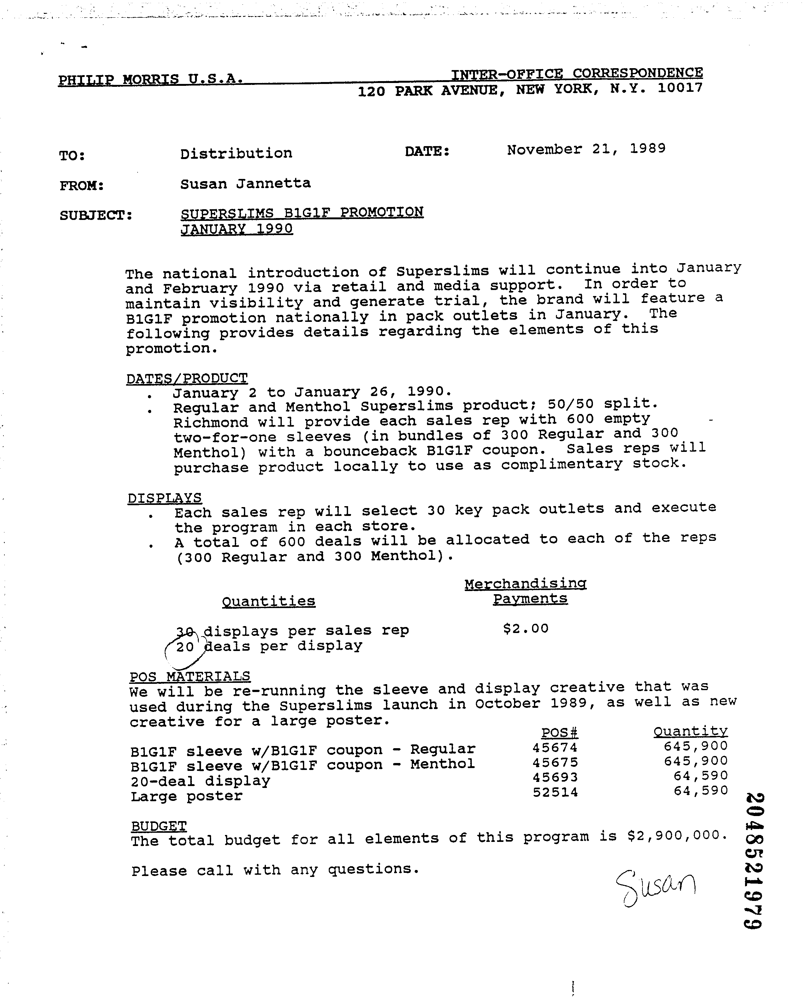 PHILIP MORRIS U.S.A. INTER-OFFICE CORRESPONDENCE
120 PARK AVENUE, NEW YORK, N.Y. 10017
TO: Distribution DATE: November 21, 1989
FROM: Susan Jannetta
SUBJECT: SUPERSLIMS B1G1F PROMOTION
JANUARY 1990
The national introduction of Superslims will continue into January
and February 1990 via retail and media support. In order to
maintain visibility and generate trial, the brand will feature a
B1G1F promotion nationally in pack outlets in January. The
following provides details regarding the elements of this
promotion.
DATES/PRODUCT
. January 2 to January 26, 1990.
. Regular and Menthol Superslims product; 50/50 split.
Richmond will provide each sales rep with 600 empty
two-for-one sleeves (in bundles of 300 Regular and 300
Menthol) with a bounceback B1G1F coupon. Sales reps will
purchase product locally to use as complimentary stock.
DISPLAYS
. Each sales rep will select 30 key pack outlets and execute
the program in each store.
. A total of 600 deals will be allocated to each of the reps
(300 Regular and 300 Menthol).
Merchandising
Quantities Payments
30 displays per sales rep $2.00
20 deals per display
POS MATERIALS
We will be re-running the sleeve and display creative that was
used during the Superslims launch in October 1989, as well as new
creative for a large poster.
POS# Quantity
B1G1F sleeve w/B1G1F coupon - Regular 45674 645,900
B1G1F sleeve w/B1G1F coupon - Menthol 45675 645,900
20-deal display 45693 64,590
Large poster 52514 64,590
BUDGET
The total budget for all elements of this program is $2,900,000.
Please call with any questions.
Susan
2048521979